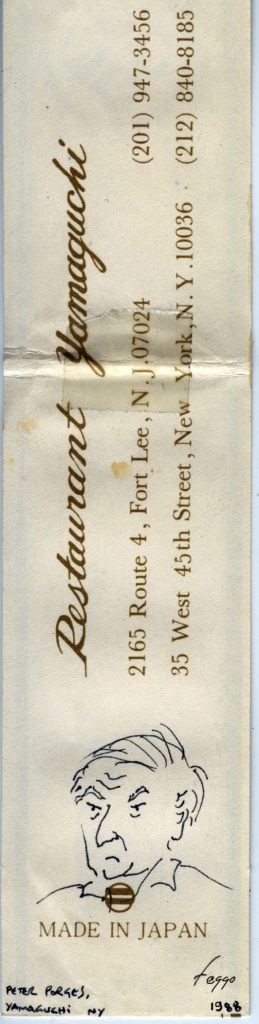 Restaurant Yamaguchi
2165 Route 4, Fort Lee, N.J.07024 (201) 947-3456
35 West 45th Street, New York, N.Y.10036 (212) 840-8185
MADE IN JAPAN
feggo
PETER PORGES,
YAMAGUCHI NY
1988